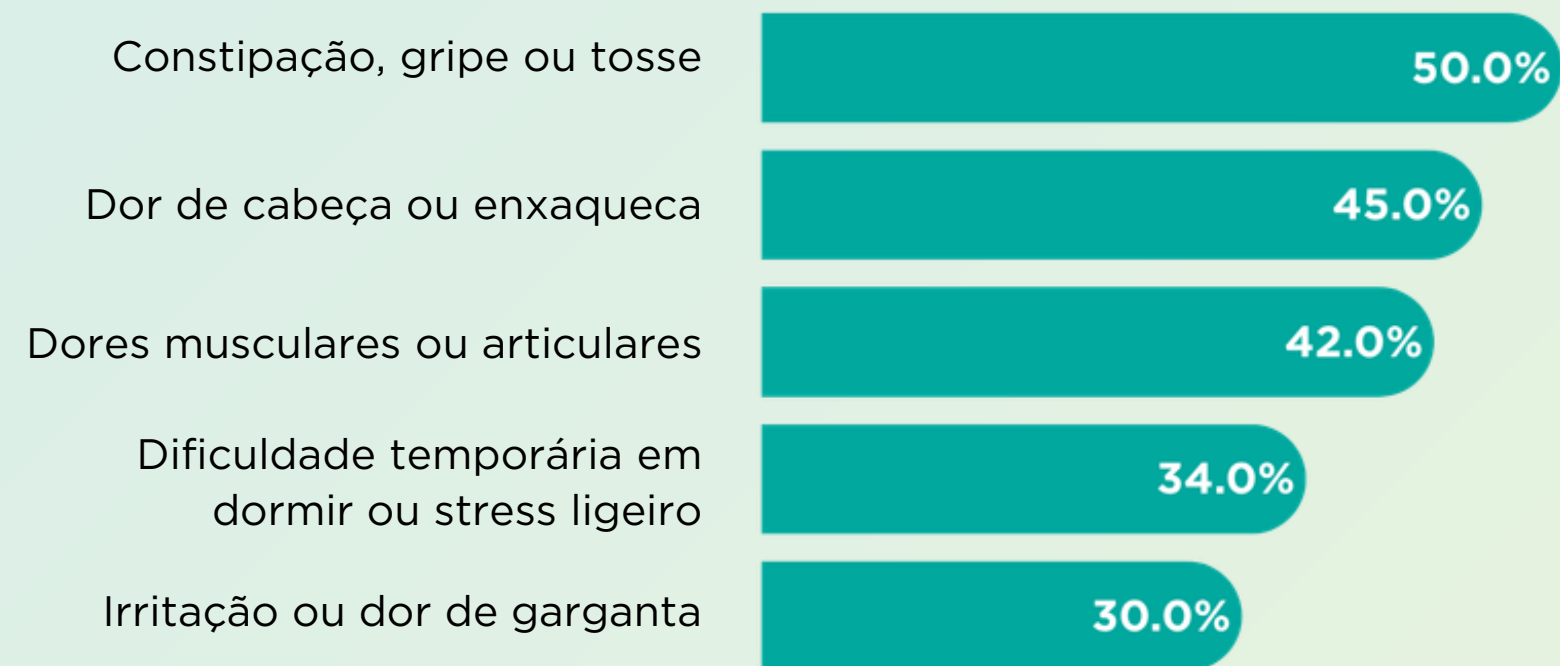 Constipação, gripe ou tosse
50.0%
Dor de cabeça ou enxaqueca
45.0%
Dores musculares ou articulares
42.0%
Dificuldade temporária em
dormir ou stress ligeiro
34.0%
Irritação ou dor de garganta
30.0%